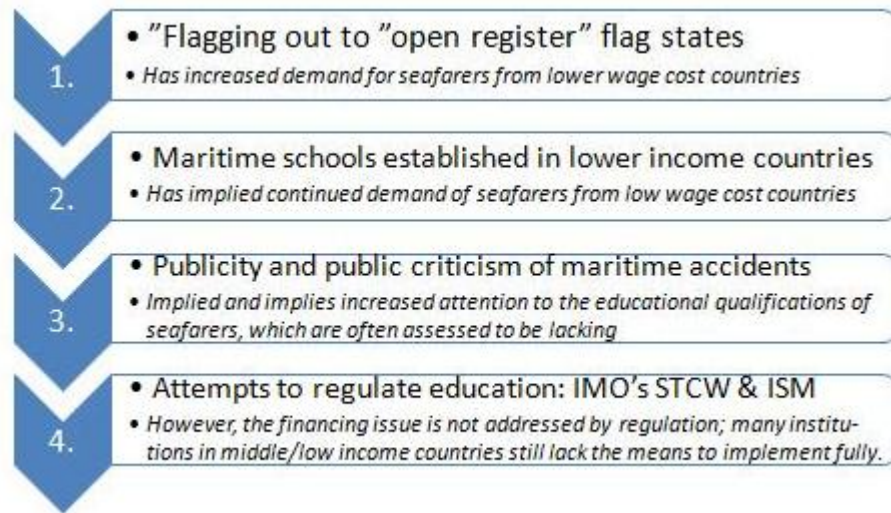 1.
• ”Flagging out to ”open register” flag states
• Has increased demand for seafarers from lower wage cost countries
2.
• Maritime schools established in lower income countries
• Has implied continued demand of seafarers from low wage cost countries
3.
• Publicity and public criticism of maritime accidents
• Implied and implies increased attention to the educational qualifications of
seafarers, which are often assessed to be lacking
4.
• Attempts to regulate education: IMO’s STCW & ISM
• However, the financing issue is not addressed by regulation; many institu-
tions in middle/low income countries still lack the means to implement fully.